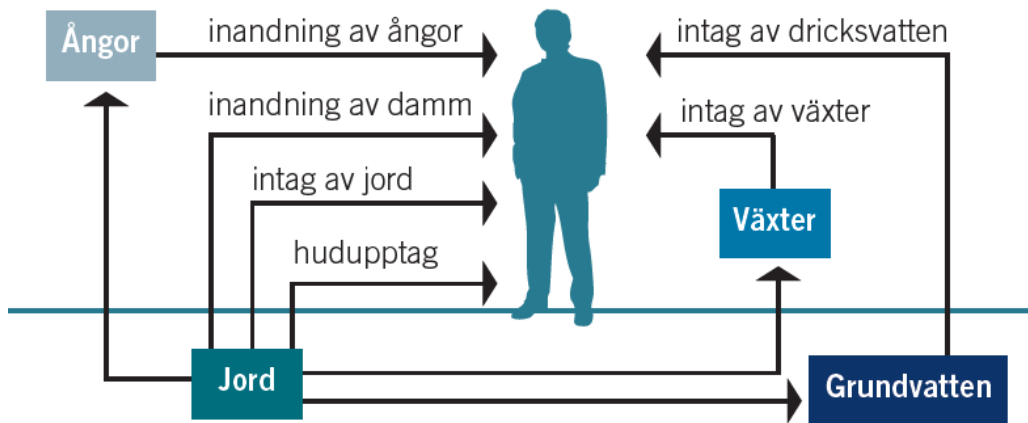 Ångor
inandning av ångor
intag av dricksvatten
inandning av damm
intag av växter
intag av jord
Växter
hudupptag
Jord
Grundvatten